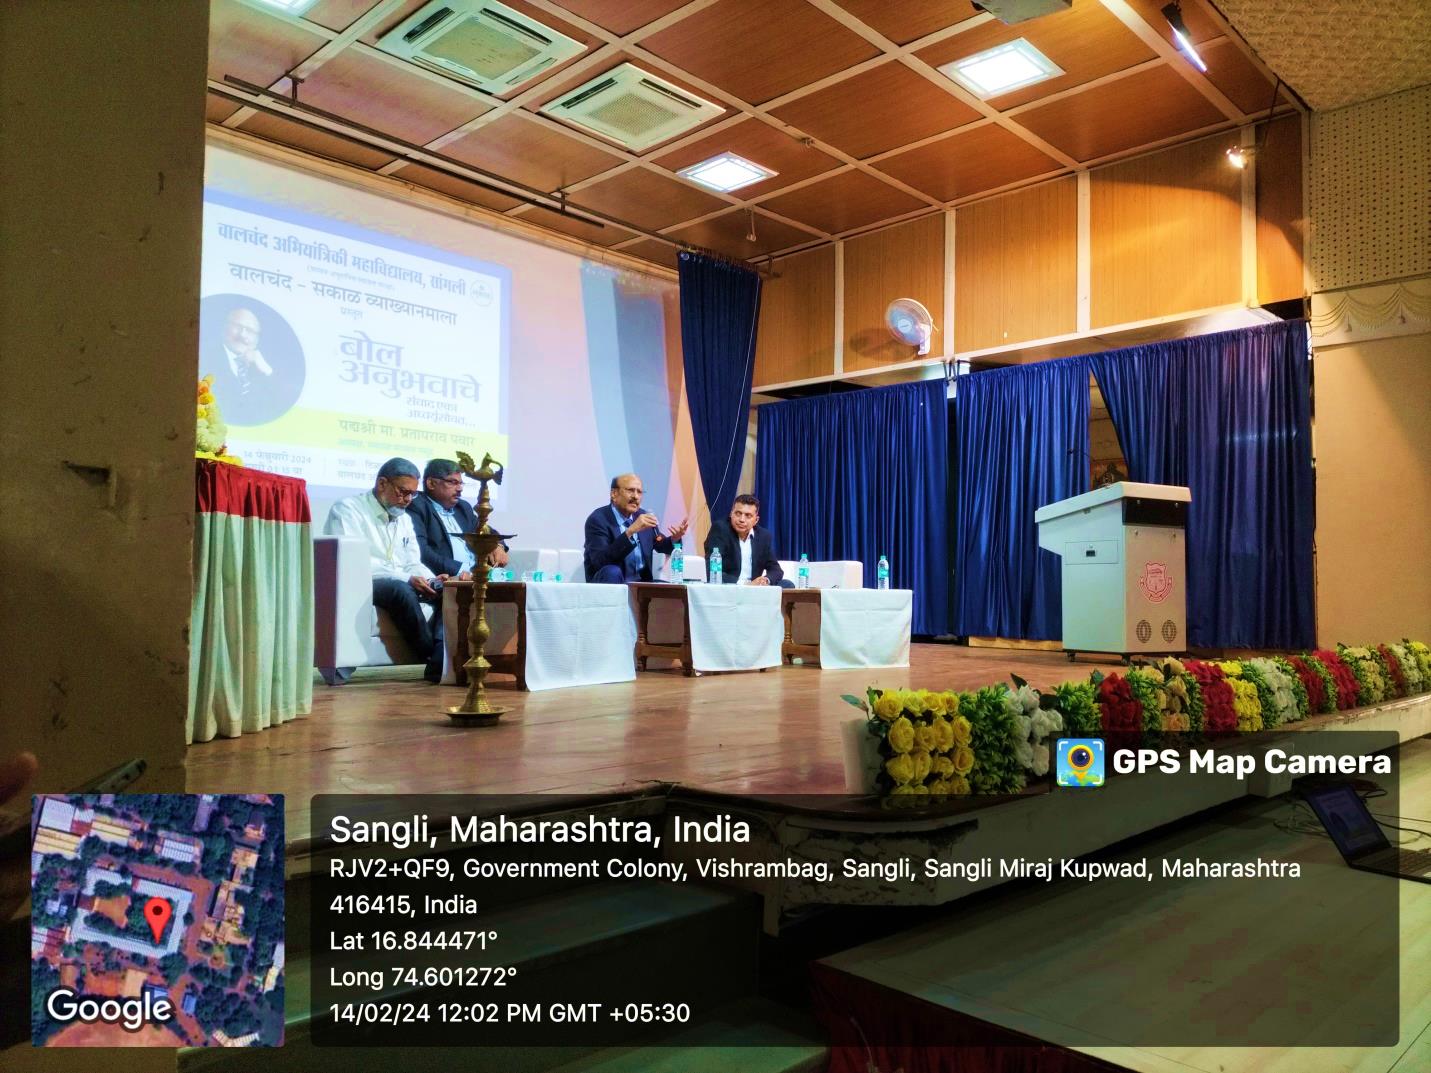 वालचंद अभियांत्रिकी महाविद्यालय, सांगली
वालचंद - सकाळ व्याख्यानमाला
प्रस्तुत
बोल
अनुभवाचे
संवाद एका
पद्मश्री मा. प्रतापराव पवार
14 फेब्रुवारी 2024
GPS Map Camera
Sangli, Maharashtra, India
RJV2+QF9, Government Colony, Vishrambag, Sangli, Sangli Miraj Kupwad, Maharashtra
416415, India
Lat 16.844471°
Long 74.601272°
14/02/24 12:02 PM GMT +05:30
Google